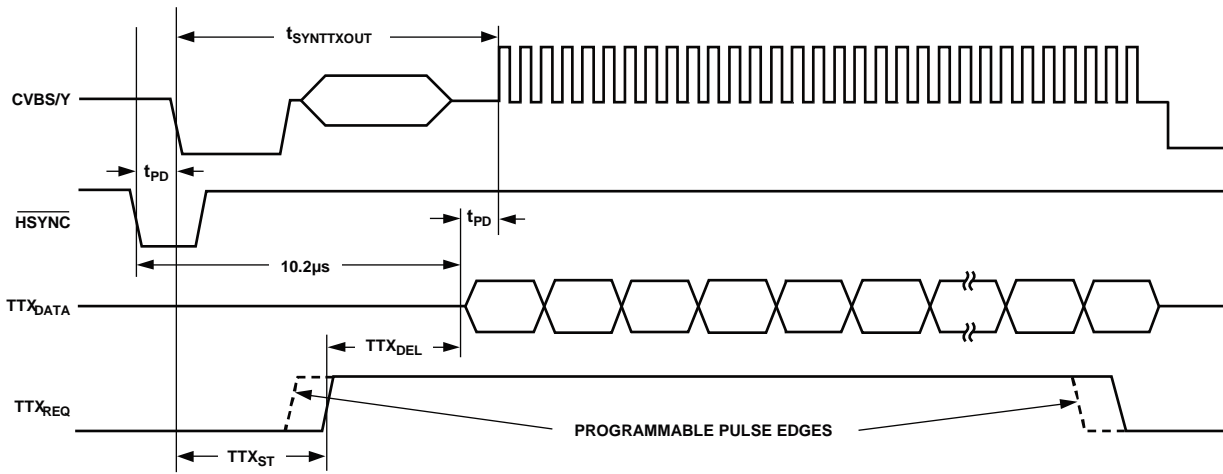 tSYNTTXOUT
CVBS/Y
tPD
HSYNC
tPD
10.2µs
TTXDATA
TTXDEL
TTXREQ
PROGRAMMABLE PULSE EDGES
TTXST